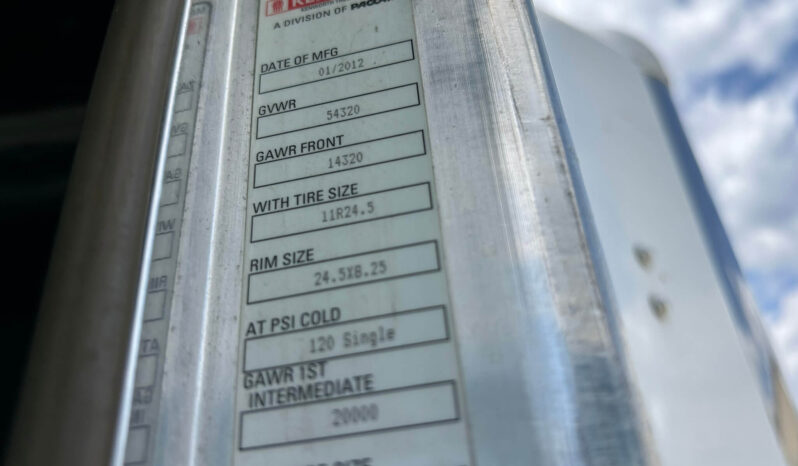 A DIVISION OF PACCAR
DATE OF MFG
01/2012
GVWR
54320
GAWR FRONT
14320
WITH TIRE SIZE
11R24.5
RIM SIZE
24.5X8.25
AT PSI COLD
120 Single
GAWR 1ST
INTERMEDIATE
20000